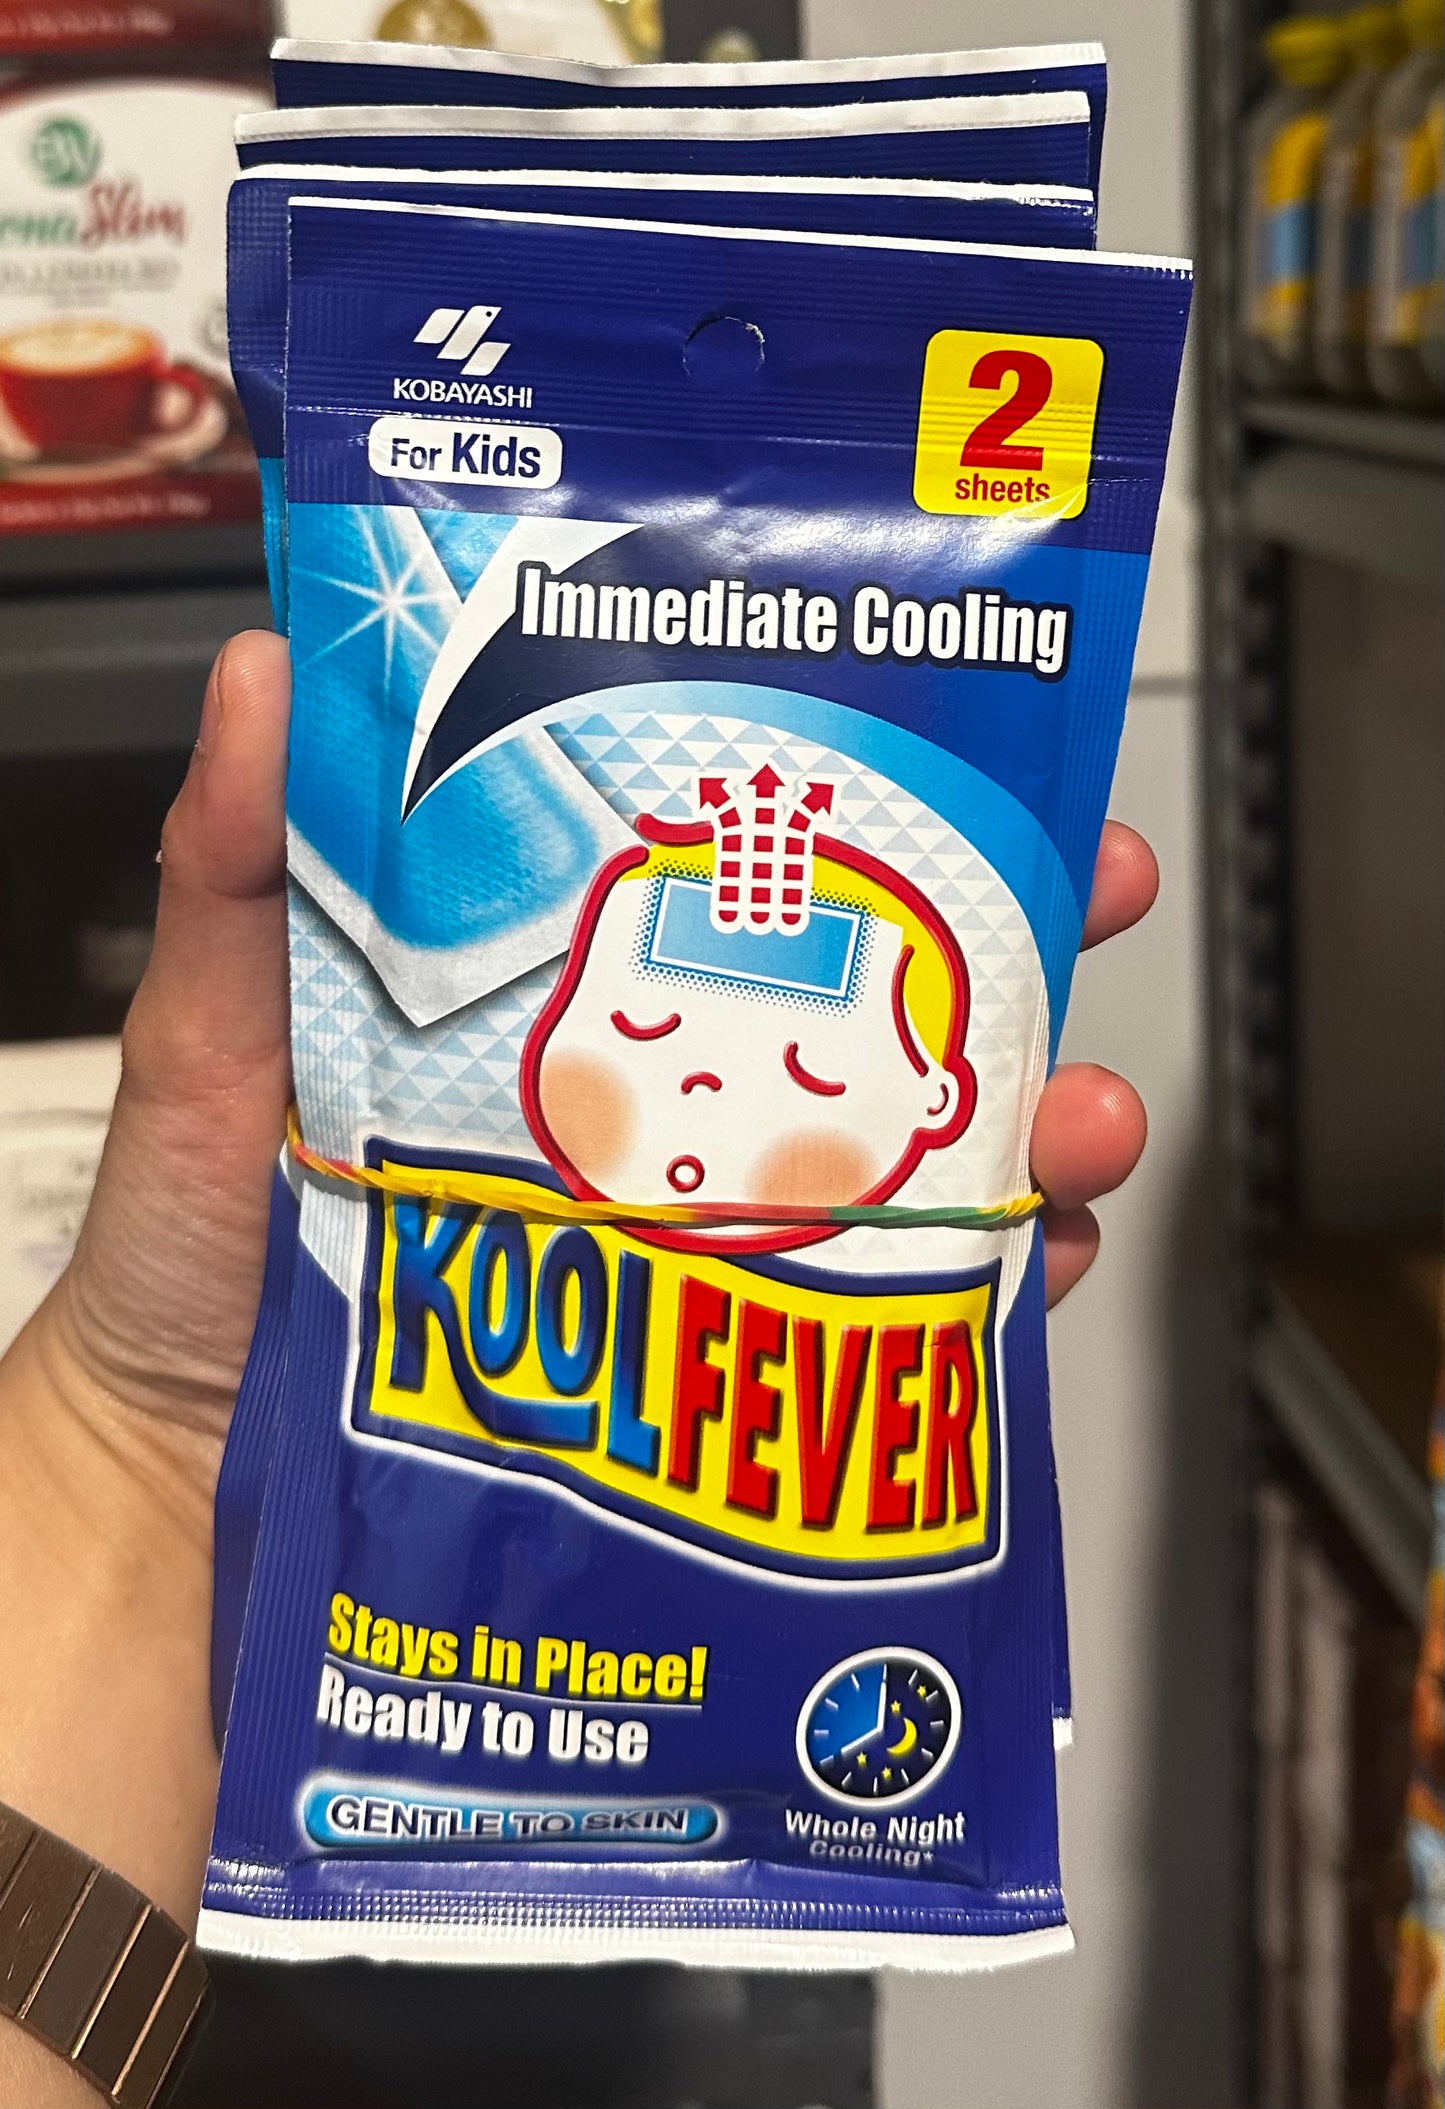 KOBAYASHI
For Kids
2
sheets
Immediate Cooling
KOOLFEVER
Stays in Place!
Ready to Use
GENTLE TO SKIN
Whole Night
Cooling*
Slim